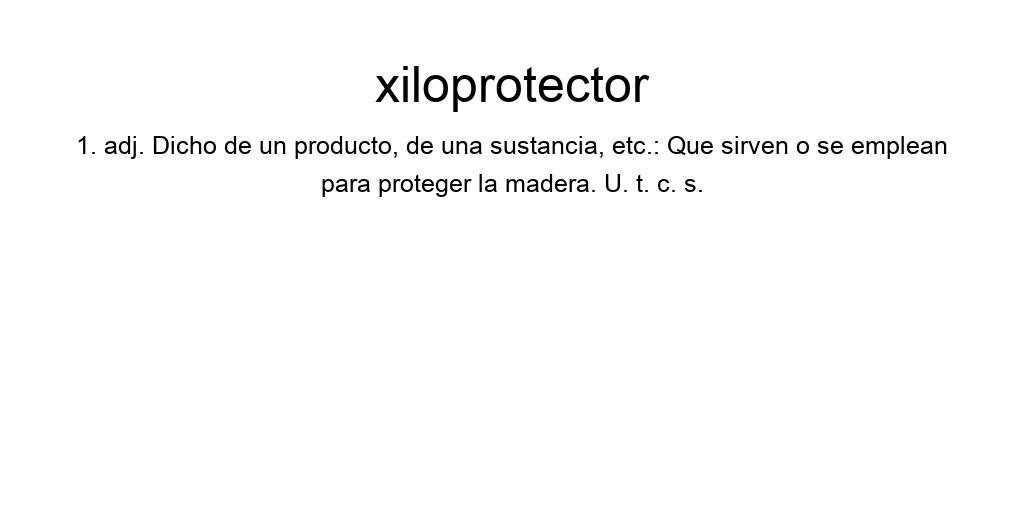 xiloprotector
1. adj. Dicho de un producto, de una sustancia, etc.: Que sirven o se emplean
para proteger la madera. U. t. c. s.